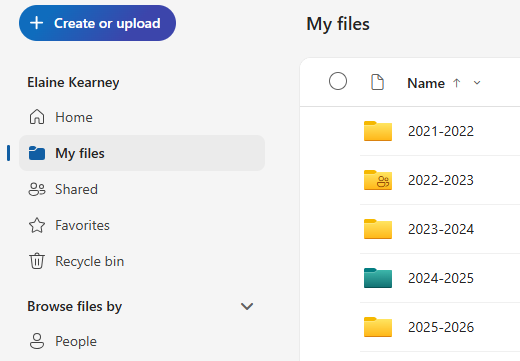 Create or upload
Elaine Kearney
Home
My files
Shared
Favorites
Recycle bin
Browse files by
People
My files
Name
2021-2022
2022-2023
2023-2024
2024-2025
2025-2026